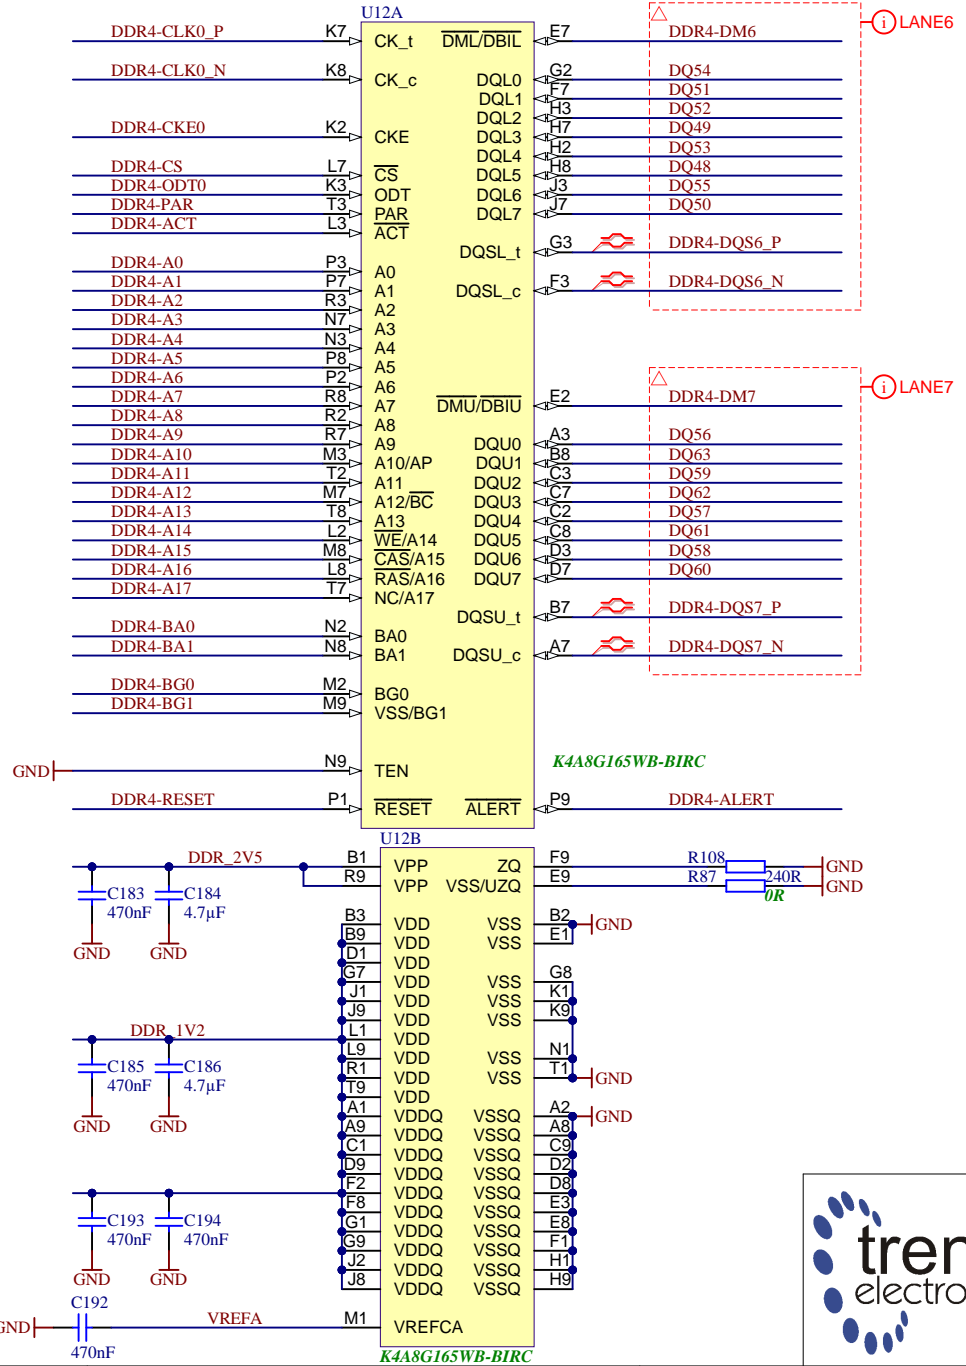 U12A
DDR4-CLK0_P K7 CK_t DML/DBIL E7 DDR4-DM6 i LANE6
DDR4-CLK0_N K8 CK_c DQL0 G2 DQ54
DQL1 F7 DQ51
DQL2 H3 DQ52
DDR4-CKE0 K2 CKE DQL3 H7 DQ49
DQL4 H2 DQ53
DDR4-CS L7 CS DQL5 H8 DQ48
DDR4-ODT0 K3 ODT DQL6 J3 DQ55
DDR4-PAR T3 PAR DQL7 J7 DQ50
DDR4-ACT L3 ACT
DQSL_t G3 DDR4-DQS6_P
DDR4-A0 P3 A0
DDR4-A1 P7 A1 DQSL_c F3 DDR4-DQS6_N
DDR4-A2 R3 A2
DDR4-A3 N7 A3
DDR4-A4 N3 A4
DDR4-A5 P8 A5
DDR4-A6 P2 A6 i LANE7
DDR4-A7 R8 A7 DMU/DBIU E2 DDR4-DM7
DDR4-A8 R2 A8
DDR4-A9 R7 A9 DQU0 A3 DQ56
DDR4-A10 M3 A10/AP DQU1 B8 DQ63
DDR4-A11 T2 A11 DQU2 C3 DQ59
DDR4-A12 M7 A12/BC DQU3 C7 DQ62
DDR4-A13 T8 A13 DQU4 C2 DQ57
DDR4-A14 L2 WE/A14 DQU5 C8 DQ61
DDR4-A15 M8 CAS/A15 DQU6 D3 DQ58
DDR4-A16 L8 RAS/A16 DQU7 D7 DQ60
DDR4-A17 T7 NC/A17
DQSU_t B7 DDR4-DQS7_P
DDR4-BA0 N2 BA0
DDR4-BA1 N8 BA1 DQSU_c A7 DDR4-DQS7_N
DDR4-BG0 M2 BG0
DDR4-BG1 M9 VSS/BG1
GND N9 TEN K4A8G165WB-BIRC
DDR4-RESET P1 RESET ALERT P9 DDR4-ALERT
U12B
DDR_2V5 B1 VPP ZQ F9 R108 240R GND
R9 VPP VSS/UZQ E9 R87 0R GND
C183 470nF GND
C184 4.7µF GND
B3 VDD VSS B2 GND
B9 VDD VSS E1
D1 VDD
G7 VDD VSS G8
J1 VDD VSS K1
J9 VDD VSS K9
DDR_1V2 L1 VDD
L9 VDD VSS N1
R1 VDD VSS T1 GND
T9 VDD
C185 470nF GND
C186 4.7µF GND
A1 VDDQ VSSQ A2 GND
A9 VDDQ VSSQ A8
C1 VDDQ VSSQ C9
D9 VDDQ VSSQ D2
F2 VDDQ VSSQ D8
F8 VDDQ VSSQ E3
G1 VDDQ VSSQ E8
G9 VDDQ VSSQ F1
J2 VDDQ VSSQ H1
J8 VDDQ VSSQ H9
C193 470nF GND
C194 470nF GND
GND C192 470nF VREFA M1 VREFCA
K4A8G165WB-BIRC
tren
electro